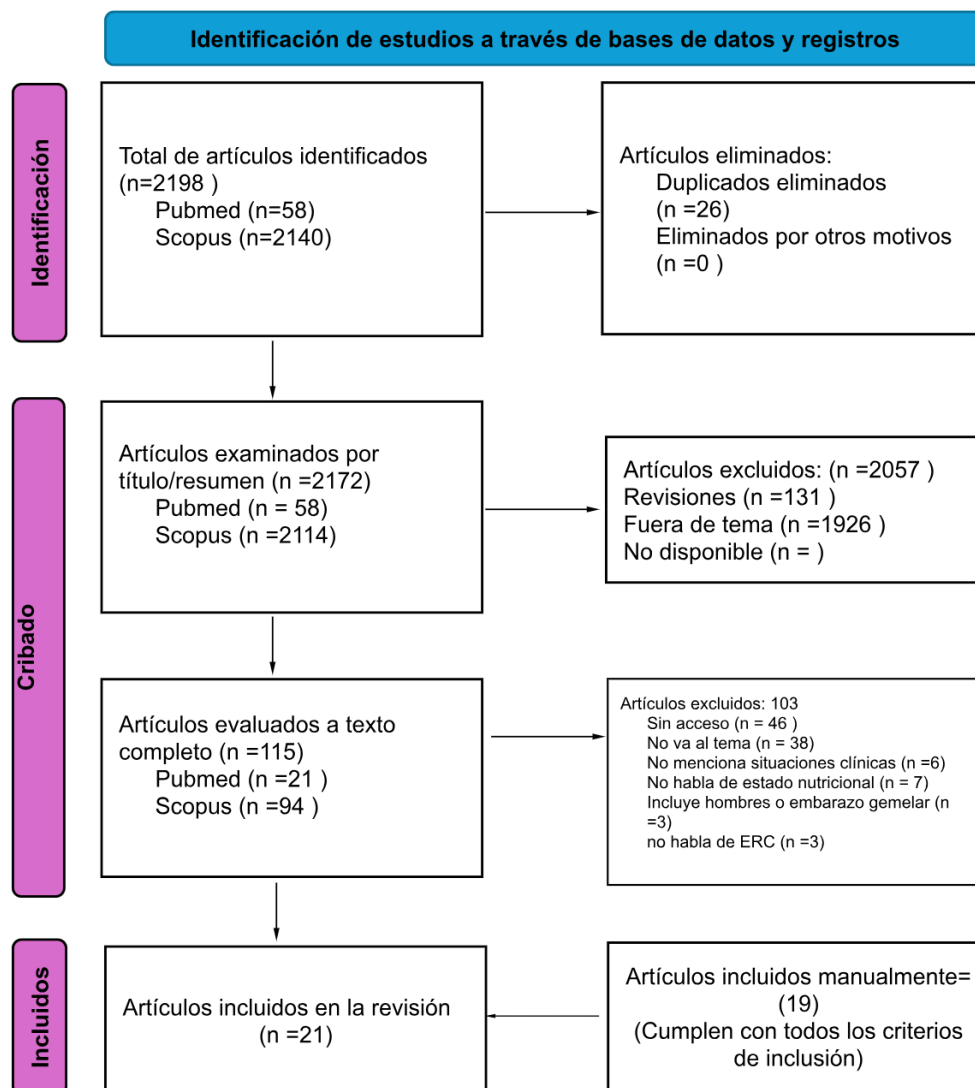 Identificación de estudios a través de bases de datos y registros
Identificación
Total de artículos identificados
(n=2198 )
Pubmed (n=58)
Scopus (n=2140)
Artículos eliminados:
Duplicados eliminados
(n =26)
Eliminados por otros motivos
(n =0 )
Cribado
Artículos examinados por
título/resumen (n =2172)
Pubmed (n = 58)
Scopus (n =2114)
Artículos excluidos: (n =2057 )
Revisiones (n =131 )
Fuera de tema (n =1926 )
No disponible (n = )
Artículos evaluados a texto
completo (n =115)
Pubmed (n =21 )
Scopus (n =94 )
Artículos excluidos: 103
Sin acceso (n = 46 )
No va al tema (n = 38)
No menciona situaciones clínicas (n =6)
No habla de estado nutricional (n = 7)
Incluye hombres o embarazo gemelar (n
=3)
no habla de ERC (n =3)
Incluidos
Artículos incluidos en la revisión
(n =21)
Artículos incluidos manualmente=
(19)
(Cumplen con todos los criterios
de inclusión)